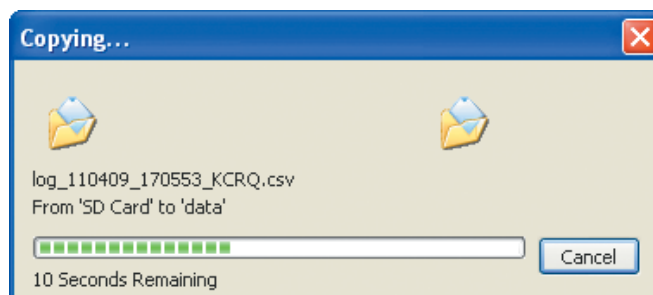 Copying...
log_110409_170553_KCRQ.csv
From 'SD Card' to 'data'
Cancel
10 Seconds Remaining